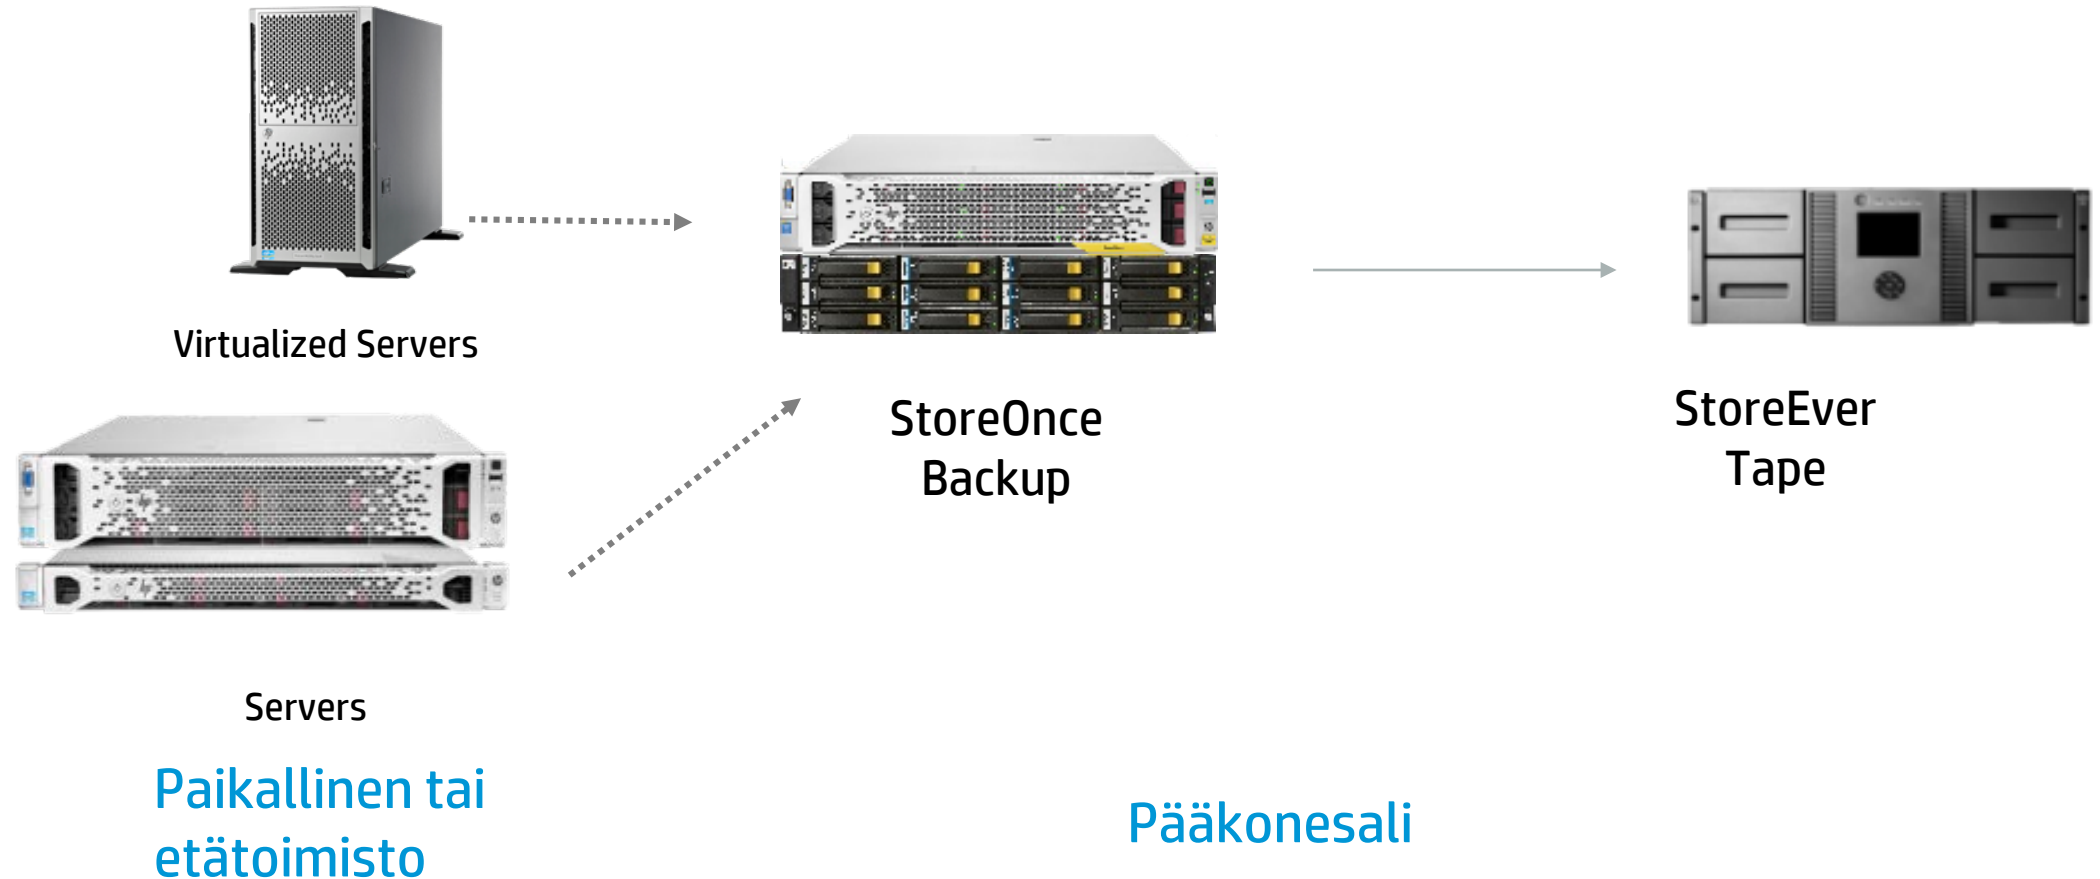 Virtualized Servers
StoreOnce
Backup
StoreEver
Tape
Servers
Paikallinen tai
etätoimisto
Pääkonesali